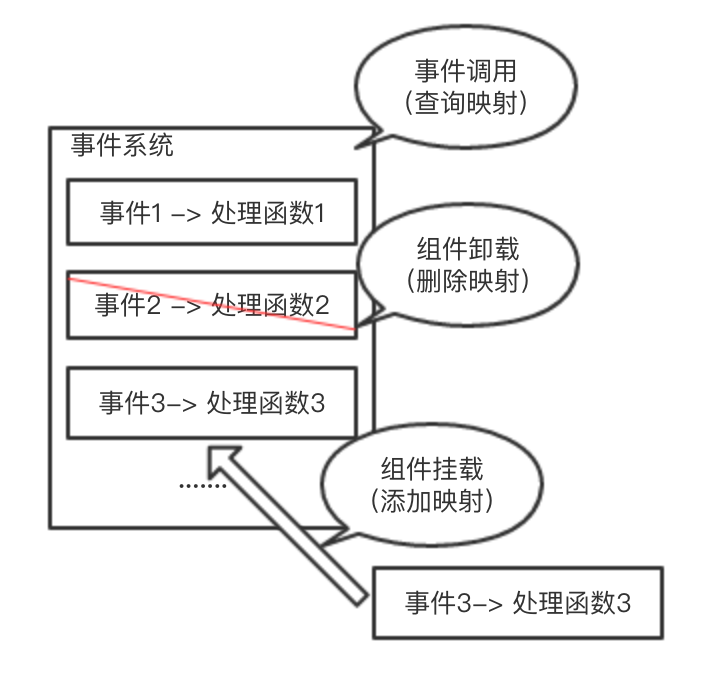 事件调用
（查询映射）
事件系统
事件1 -> 处理函数1
组件卸载
（删除映射）
事件2 -> 处理函数2
事件3-> 处理函数3
组件挂载
（添加映射）
.......
事件3-> 处理函数3